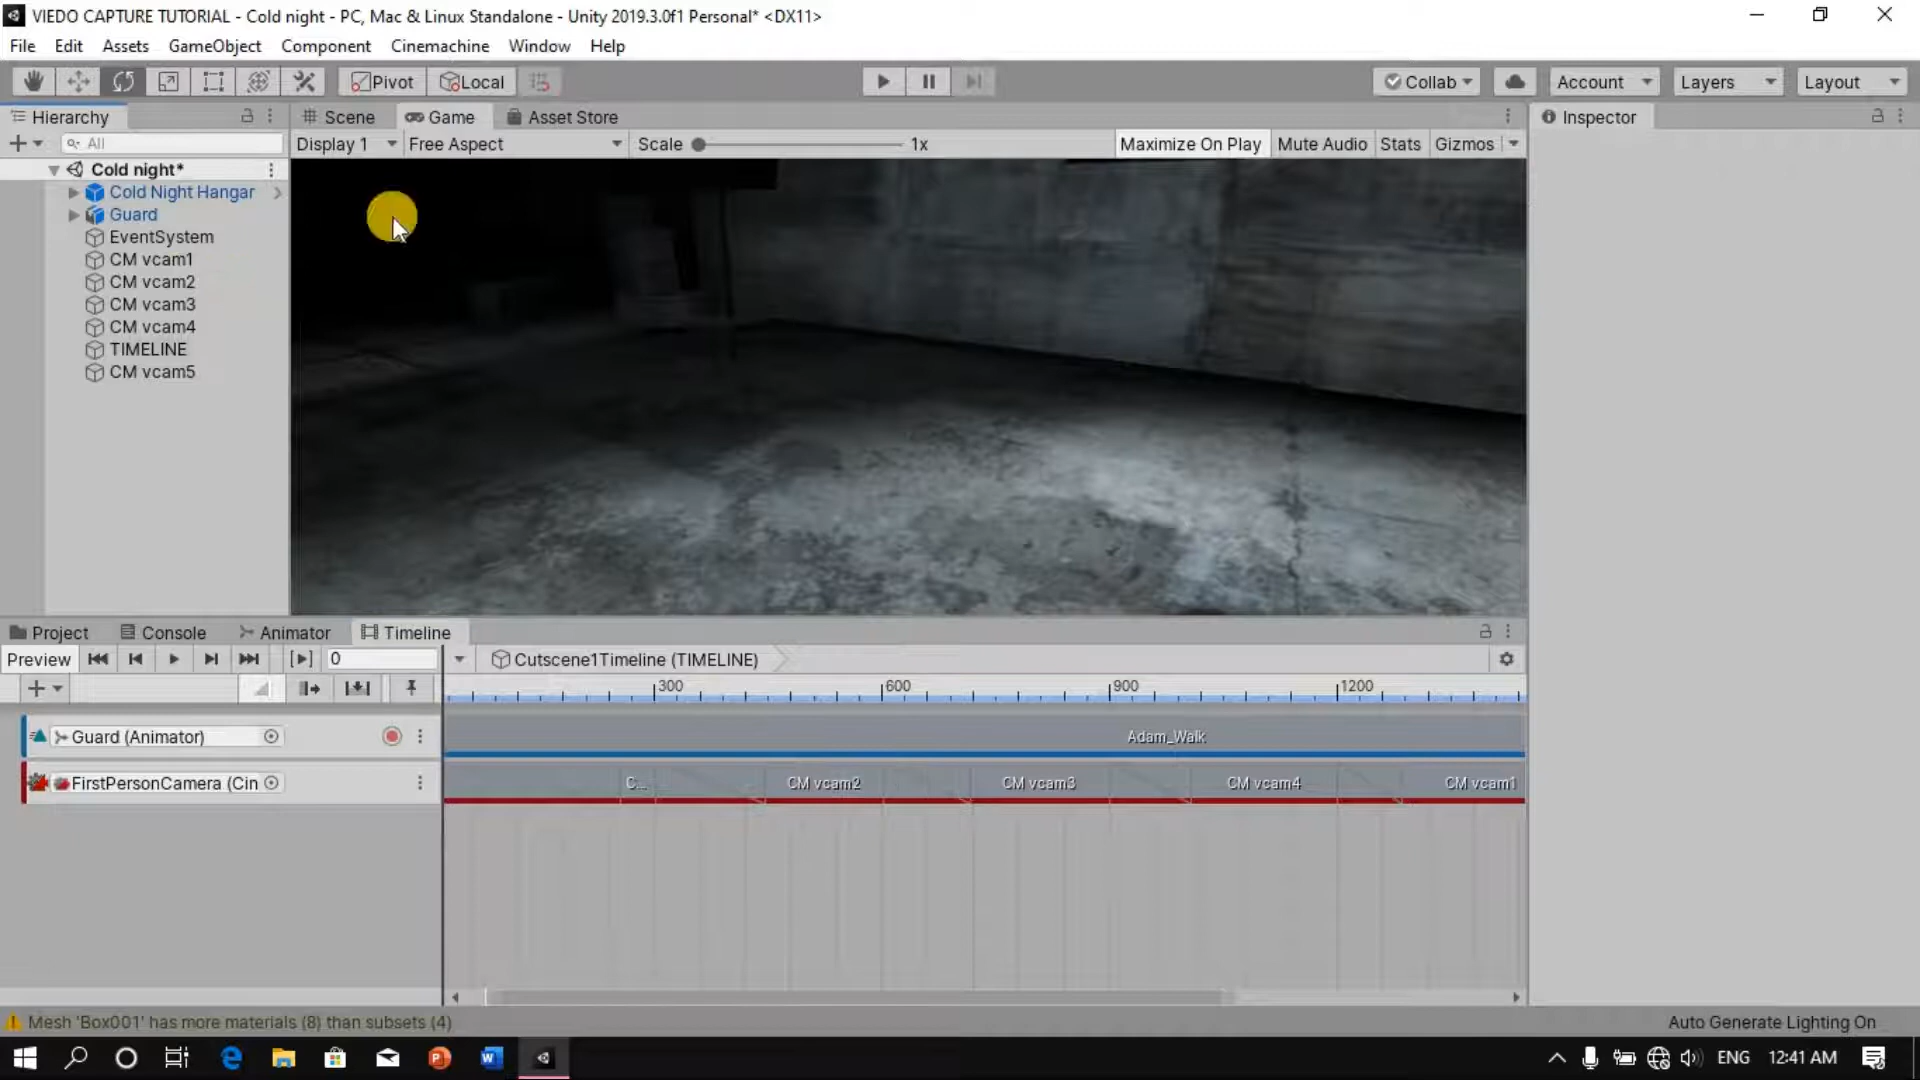 VIEDO CAPTURE TUTORIAL - Cold night - PC, Mac & Linux Standalone - Unity 2019.3.0f1 Personal* <DX11>
File Edit Assets GameObject Component Cinemachine Window Help
Pivot Local Collab Account Layers Layout
Hierarchy Scene Game Asset Store Inspector
All Display 1 Free Aspect Scale 1x Maximize On Play Mute Audio Stats Gizmos
Cold night*
Cold Night Hangar
Guard
EventSystem
CM vcam1
CM vcam2
CM vcam3
CM vcam4
TIMELINE
CM vcam5
Project Console Animator Timeline
Preview 0 Cutscene1Timeline (TIMELINE)
300 600 900 1200
Guard (Animator) Adam_Walk
FirstPersonCamera (Cin C... CM vcam2 CM vcam3 CM vcam4 CM vcam1
Mesh 'Box001' has more materials (8) than subsets (4) Auto Generate Lighting On
ENG 12:41 AM